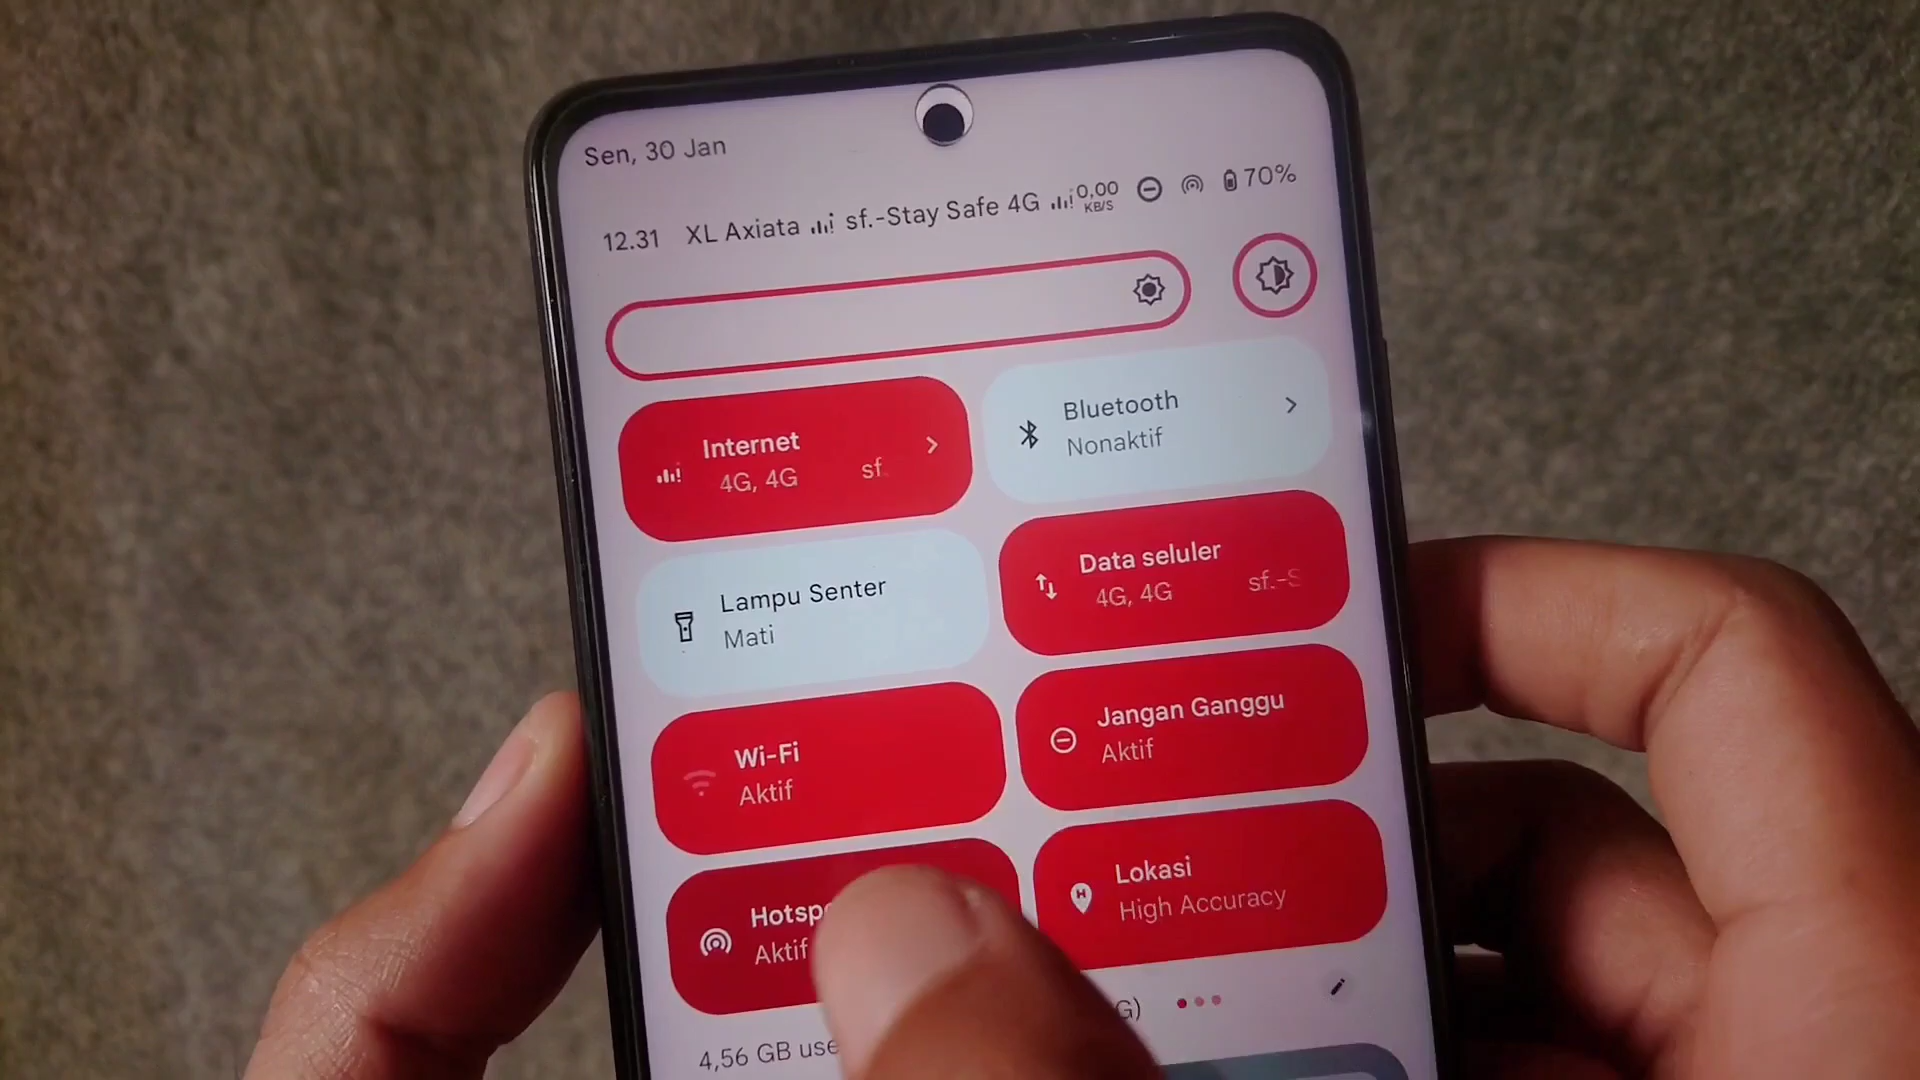 Sen, 30 Jan
12.31 XL Axiata sf.-Stay Safe 4G 0,00 70%
KB/S
Internet
4G, 4G sf.
Bluetooth
Nonaktif
Lampu Senter
Mati
Data seluler
4G, 4G sf.-S
Wi-Fi
Aktif
Jangan Ganggu
Aktif
Hotsp
Aktif
Lokasi
High Accuracy
4,56 GB use G)